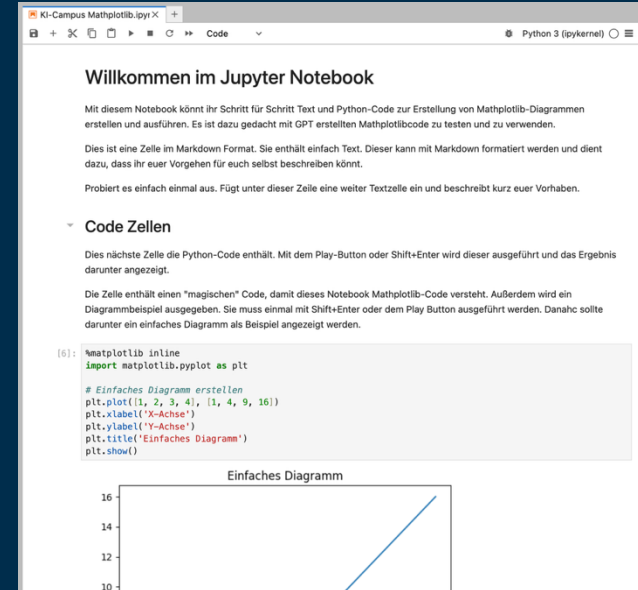 KI-Campus Mathplotlib.ipyr
Code
Python 3 (ipykernel)
Willkommen im Jupyter Notebook
Mit diesem Notebook könnt ihr Schritt für Schritt Text und Python-Code zur Erstellung von Mathplotlib-Diagrammen
erstellen und ausführen. Es ist dazu gedacht mit GPT erstellten Mathplotlibcode zu testen und zu verwenden.
Dies ist eine Zelle im Markdown Format. Sie enthält einfach Text. Dieser kann mit Markdown formatiert werden und dient
dazu, dass ihr euer Vorgehen für euch selbst beschreiben könnt.
Probiert es einfach einmal aus. Fügt unter dieser Zeile eine weiter Textzelle ein und beschreibt kurz euer Vorhaben.
Code Zellen
Dies nächste Zelle die Python-Code enthält. Mit dem Play-Button oder Shift+Enter wird dieser ausgeführt und das Ergebnis
darunter angezeigt.
Die Zelle enthält einen "magischen" Code, damit dieses Notebook Mathplotlib-Code versteht. Außerdem wird ein
Diagrammbeispiel ausgegeben. Sie muss einmal mit Shift+Enter oder dem Play Button ausgeführt werden. Danahc sollte
darunter ein einfaches Diagramm als Beispiel angezeigt werden.
[6]: %matplotlib inline
import matplotlib.pyplot as plt
# Einfaches Diagramm erstellen
plt.plot([1, 2, 3, 4], [1, 4, 9, 16])
plt.xlabel('X-Achse')
plt.ylabel('Y-Achse')
plt.title('Einfaches Diagramm')
plt.show()
Einfaches Diagramm
16
14
12
10